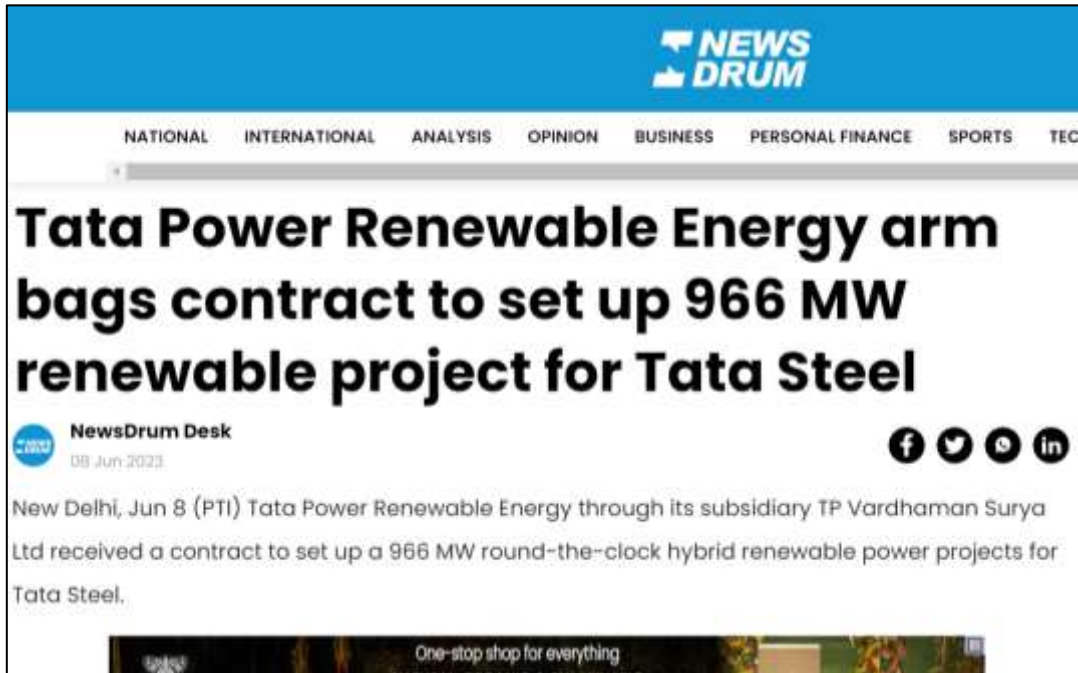 NEWS
DRUM
NATIONAL INTERNATIONAL ANALYSIS OPINION BUSINESS PERSONAL FINANCE SPORTS TEC
Tata Power Renewable Energy arm
bags contract to set up 966 MW
renewable project for Tata Steel
NewsDrum Desk
08 Jun 2023
New Delhi, Jun 8 (PTI) Tata Power Renewable Energy through its subsidiary TP Vardhaman Surya
Ltd received a contract to set up a 966 MW round-the-clock hybrid renewable power projects for
Tata Steel.
One-stop shop for everything